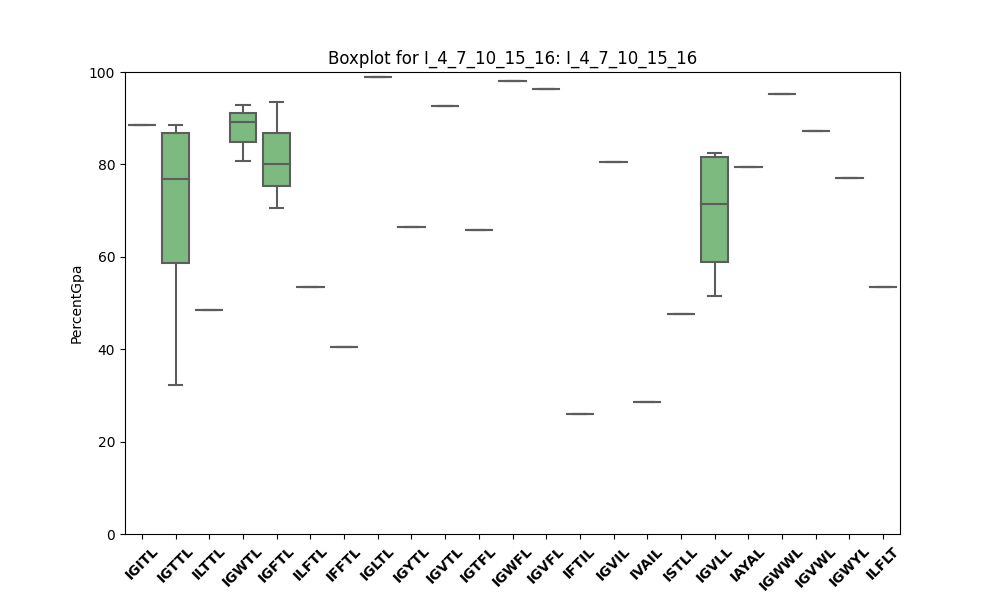 Boxplot for I_4_7_10_15_16: I_4_7_10_15_16
100
80
60
40
20
0
PercentGpa
IGITL
IGTTL
ILTTL
IGWTL
IGFTL
ILFTL
IFFTL
IGLTL
IGYTL
IGVTL
IGTFL
IGWFL
IGVFL
IFTIL
IGVIL
IVAIL
ISTLL
IGVLL
IAYAL
IGWWL
IGVWL
IGWYL
ILFLT